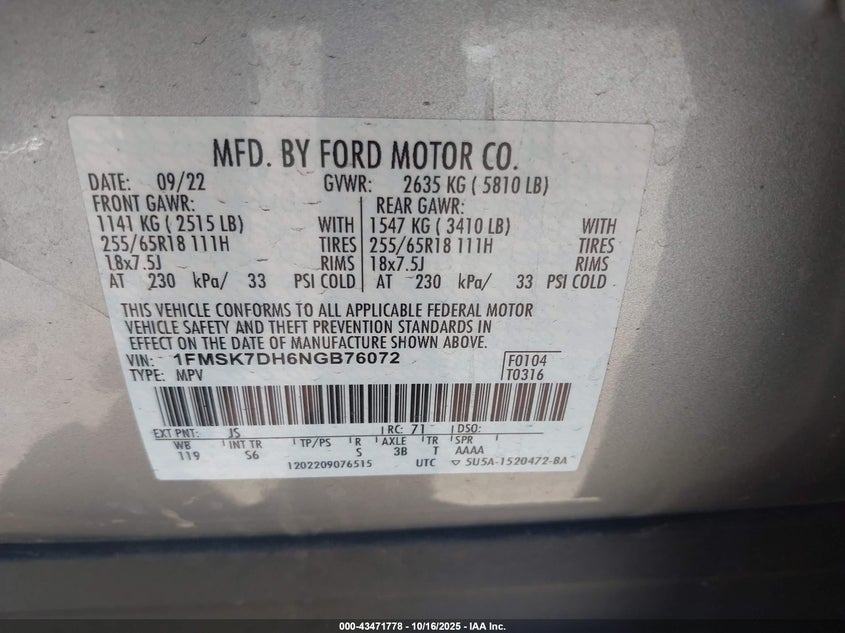 MFD. BY FORD MOTOR CO.
DATE: 09/22 GVWR: 2635 KG ( 5810 LB)
FRONT GAWR: REAR GAWR:
1141 KG ( 2515 LB) WITH 1547 KG ( 3410 LB) WITH
255/65R18 111H TIRES 255/65R18 111H TIRES
18x7.5J RIMS 18x7.5J RIMS
AT 230 kPa/ 33 PSI COLD AT 230 kPa/ 33 PSI COLD
THIS VEHICLE CONFORMS TO ALL APPLICABLE FEDERAL MOTOR
VEHICLE SAFETY AND THEFT PREVENTION STANDARDS IN
EFFECT ON THE DATE OF MANUFACTURE SHOWN ABOVE.
VIN: 1FMSK7DH6NGB76072 F0104
TYPE: MPV T0316
EXT PNT: JS RC: 71 DSO:
WB INT TR TP/PS R AXLE TR SPR
119 S6 S 3B T AAAA
1202209076515 UTC ▽ 5U5A-1520472-BA
000-43471778 - 10/16/2025 - IAA Inc.